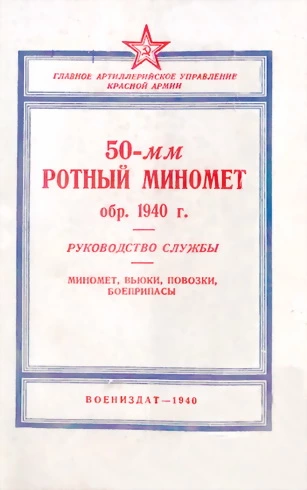 ГЛАВНОЕ АРТИЛЛЕРИЙСКОЕ УПРАВЛЕНИЕ
КРАСНОЙ АРМИИ
50-мм
РОТНЫЙ МИНОМЕТ
обр. 1940 г.
РУКОВОДСТВО СЛУЖБЫ
МИНОМЕТ, ВЬЮКИ, ПОВОЗКИ,
БОЕПРИПАСЫ
ВОЕНИЗДАТ—1940